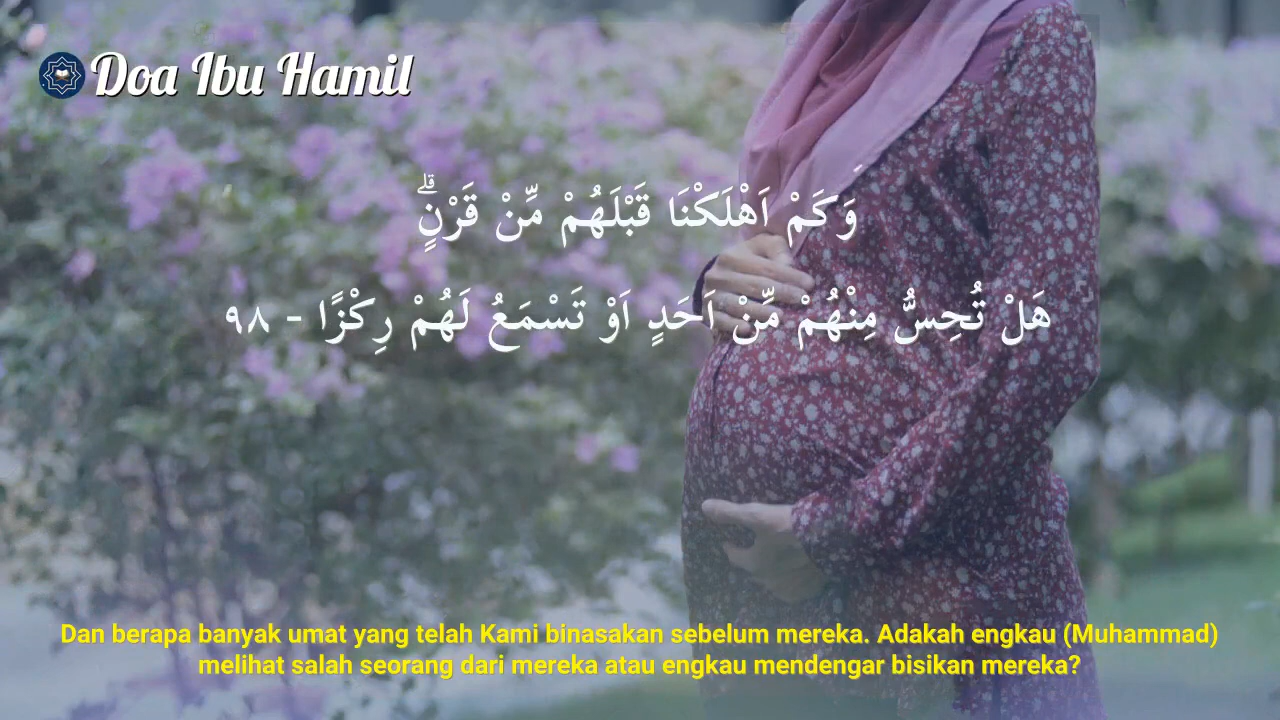 Doa Ibu Hamil
وَكَمْ اَهْلَكْنَا قَبْلَهُمْ مِّنْ قَرْنٍۗ
هَلْ تُحِسُّ مِنْهُمْ مِّنْ اَحَدٍ اَوْ تَسْمَعُ لَهُمْ رِكْزًا - ٩٨
Dan berapa banyak umat yang telah Kami binasakan sebelum mereka. Adakah engkau (Muhammad)
melihat salah seorang dari mereka atau engkau mendengar bisikan mereka?